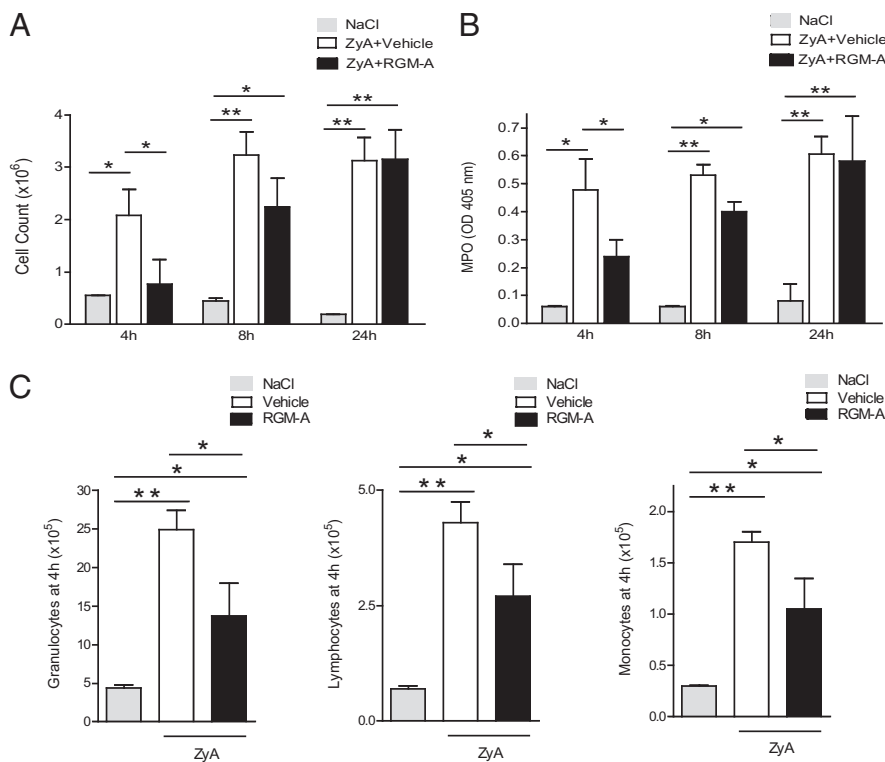 A
NaCl
ZyA+Vehicle
ZyA+RGM-A
Cell Count (x10⁶)
4
3
2
1
0
* * ** * ** **
4h 8h 24h
B
NaCl
ZyA+Vehicle
ZyA+RGM-A
MPO (OD 405 nm)
0.7
0.6
0.5
0.4
0.3
0.2
0.1
0.0
* * ** * ** **
4h 8h 24h
C
NaCl
Vehicle
RGM-A
*
*
**
Granulocytes at 4h (x10⁵)
30
25
20
15
10
5
0
ZyA
NaCl
Vehicle
RGM-A
*
*
**
Lymphocytes at 4h (x10⁵)
5.0
2.5
0.0
ZyA
NaCl
Vehicle
RGM-A
*
*
**
Monocytes at 4h (x10⁵)
2.0
1.5
1.0
0.5
0.0
ZyA